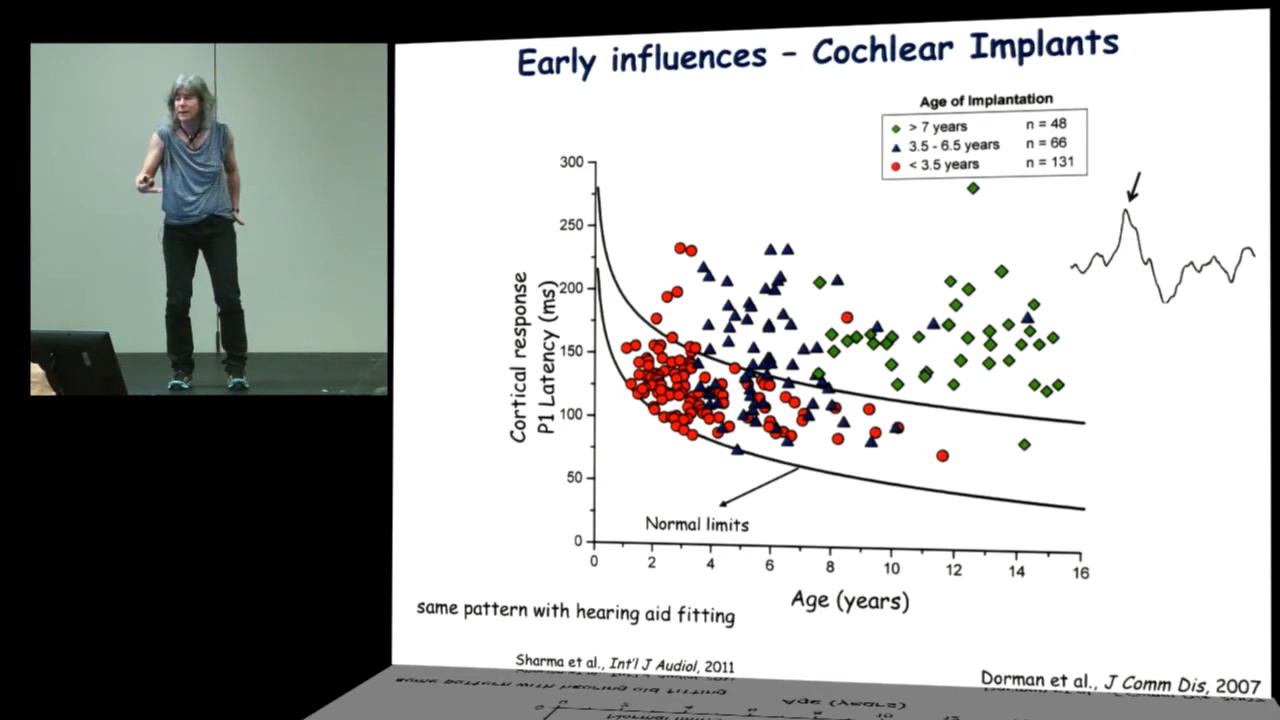 Early influences – Cochlear Implants
Age of Implantation
> 7 years n = 48
3.5 - 6.5 years n = 66
< 3.5 years n = 131
300
250
200
150
100
50
0
Cortical response
P1 Latency (ms)
Normal limits
0 2 4 6 8 10 12 14 16
Age (years)
same pattern with hearing aid fitting
Sharma et al., Int'l J Audiol, 2011
Dorman et al., J Comm Dis, 2007